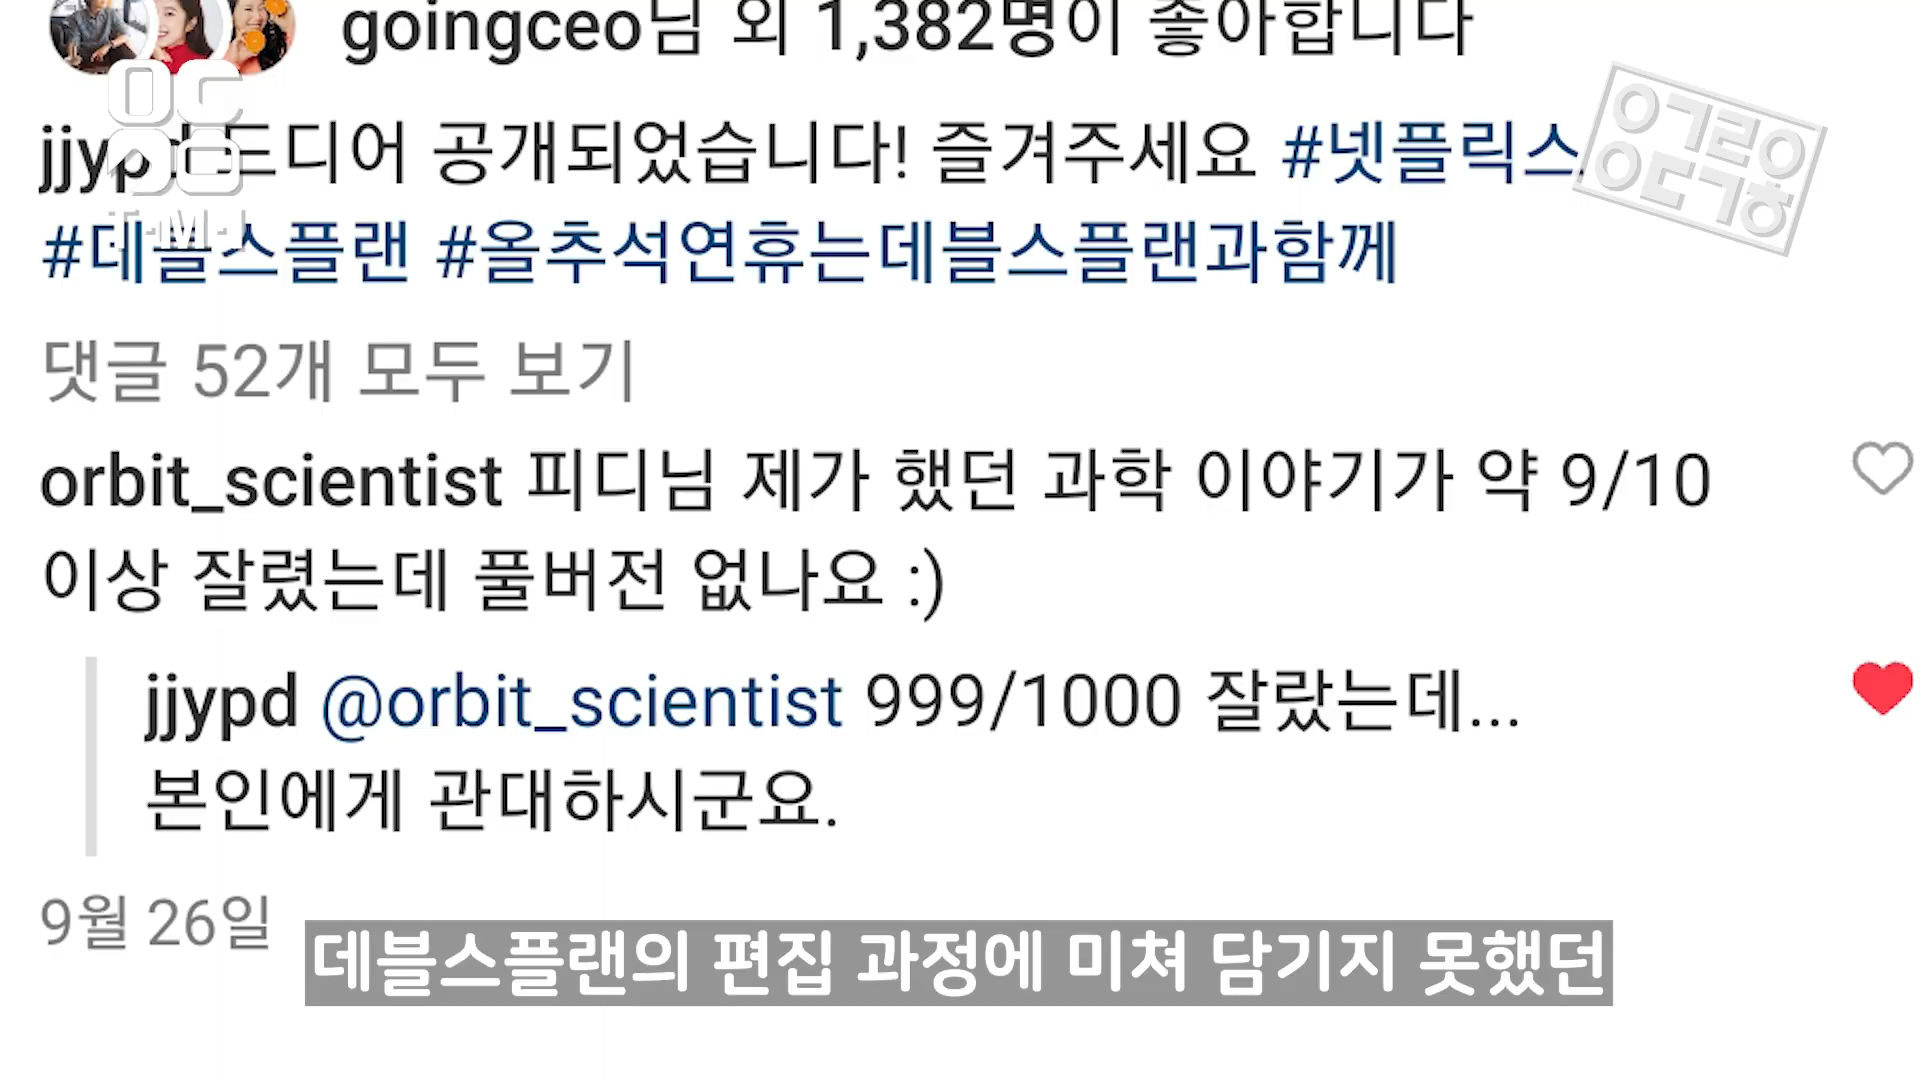 goingceo님 외 1,382명이 좋아합니다
jjypd 드디어 공개되었습니다! 즐겨주세요 #넷플릭스
#데블스플랜 #올추석연휴는데블스플랜과함께
댓글 52개 모두 보기
orbit_scientist 피디님 제가 했던 과학 이야기가 약 9/10
이상 잘렸는데 풀버전 없나요 :)
jjypd @orbit_scientist 999/1000 잘랐는데...
본인에게 관대하시군요.
9월 26일
데블스플랜의 편집 과정에 미쳐 담기지 못했던